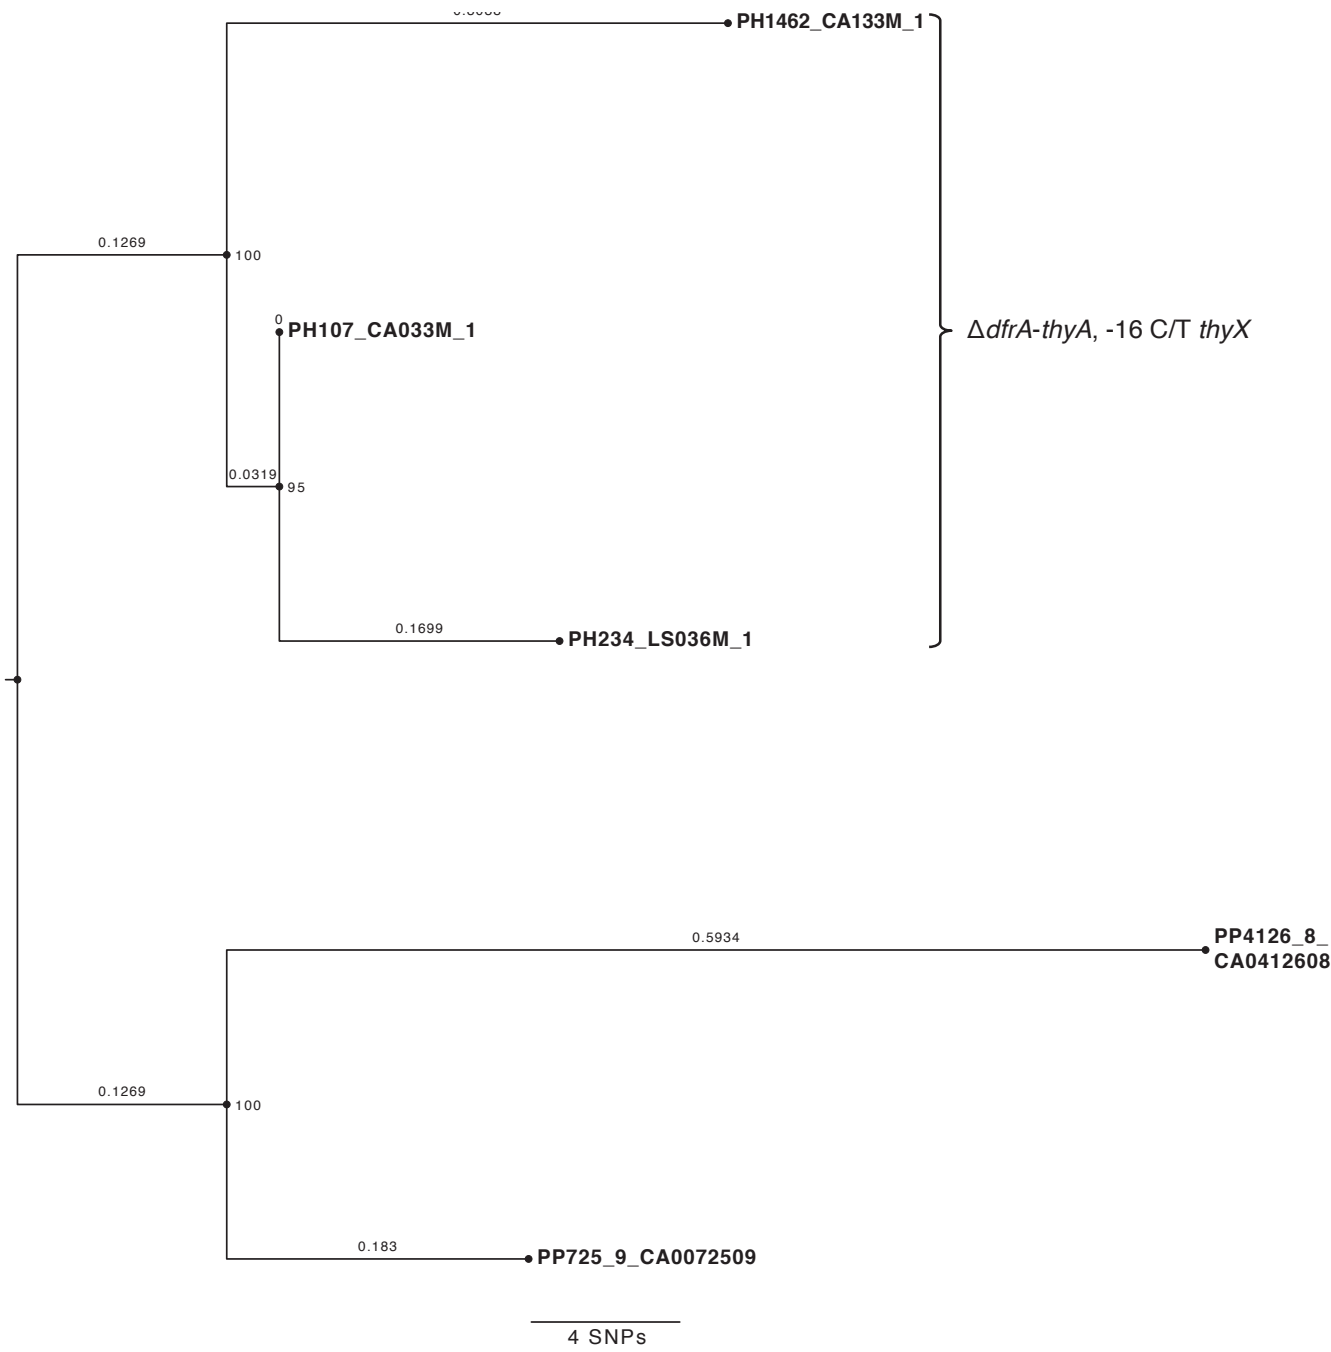 PH1462_CA133M_1
0.1269
100
0
PH107_CA033M_1
ΔdfrA-thyA, -16 C/T thyX
0.0319
95
0.1699
PH234_LS036M_1
0.5934
PP4126_8_
CA0412608
0.1269
100
0.183
PP725_9_CA0072509
4 SNPs